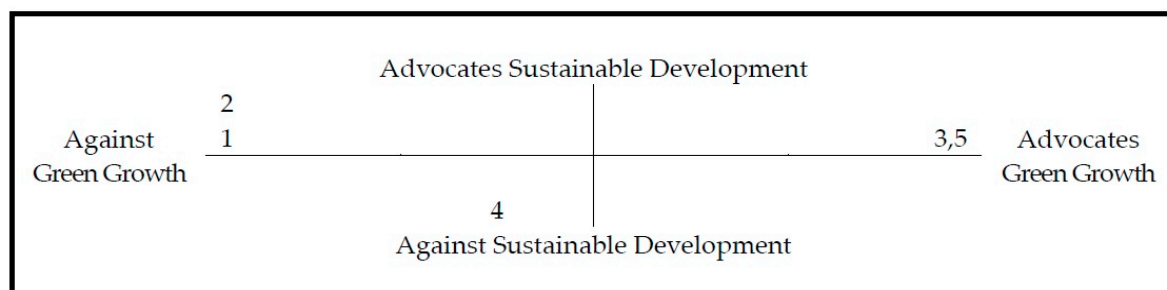 Advocates Sustainable Development
2
Against 1 3,5 Advocates
Green Growth Green Growth
4
Against Sustainable Development